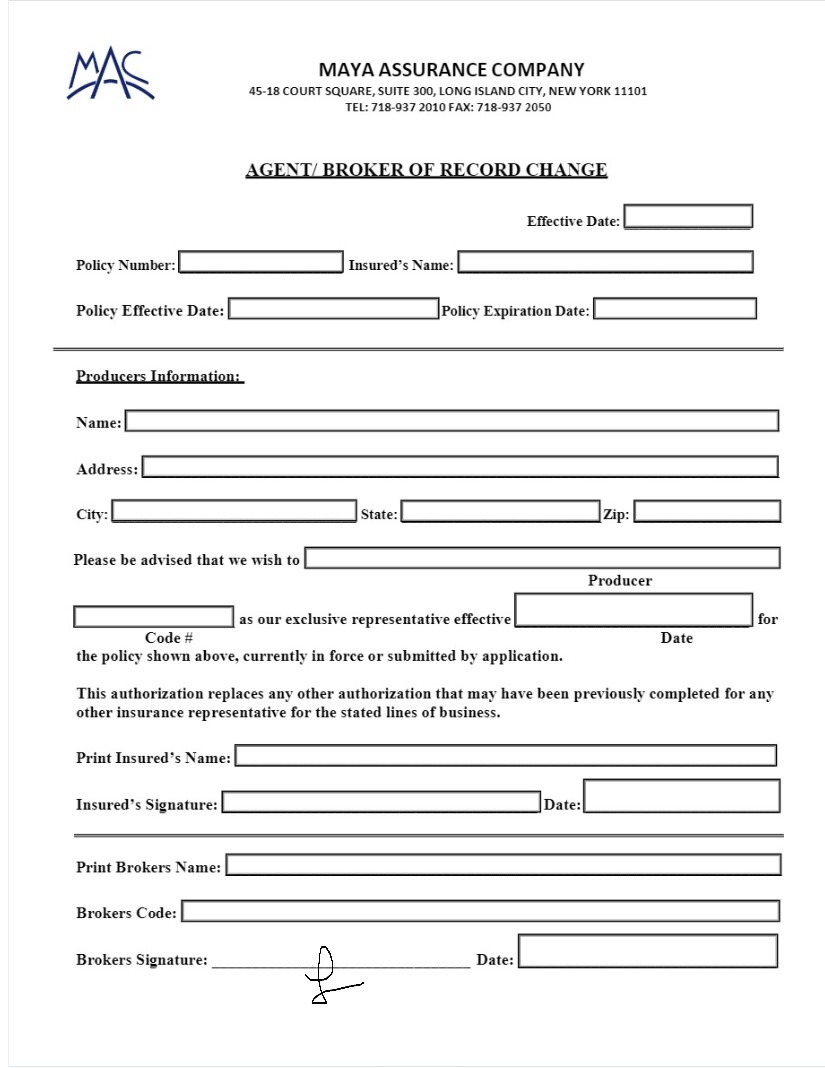 MAC
MAYA ASSURANCE COMPANY
45-18 COURT SQUARE, SUITE 300, LONG ISLAND CITY, NEW YORK 11101
TEL: 718-937 2010 FAX: 718-937 2050
AGENT/ BROKER OF RECORD CHANGE
Effective Date:
Policy Number: Insured's Name:
Policy Effective Date: Policy Expiration Date:
Producers Information:
Name:
Address:
City: State: Zip:
Please be advised that we wish to
Producer
as our exclusive representative effective for
Code # Date
the policy shown above, currently in force or submitted by application.
This authorization replaces any other authorization that may have been previously completed for any
other insurance representative for the stated lines of business.
Print Insured's Name:
Insured's Signature: Date:
Print Brokers Name:
Brokers Code:
Brokers Signature: Date: